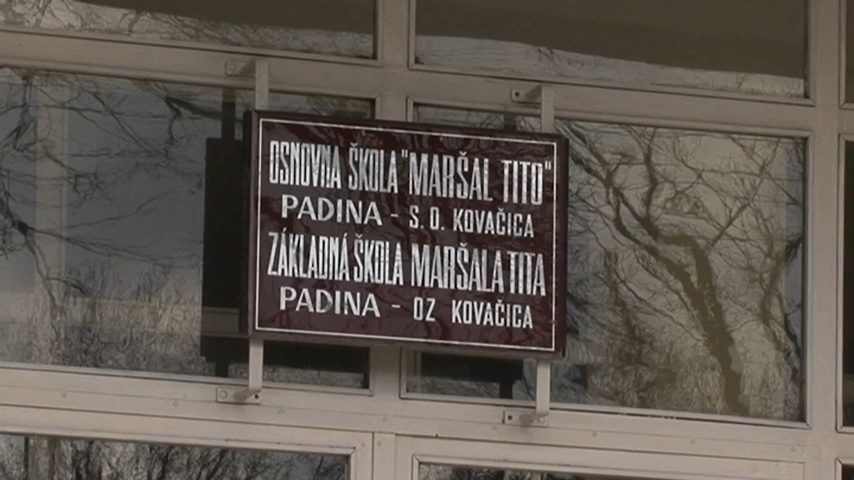 OSNOVNA ŠKOLA "MARŠAL TITO"
PADINA - S. O. KOVAČICA
ZÁKLADNÁ ŠKOLA MARŠALA TITA
PADINA - OZ KOVAČICA